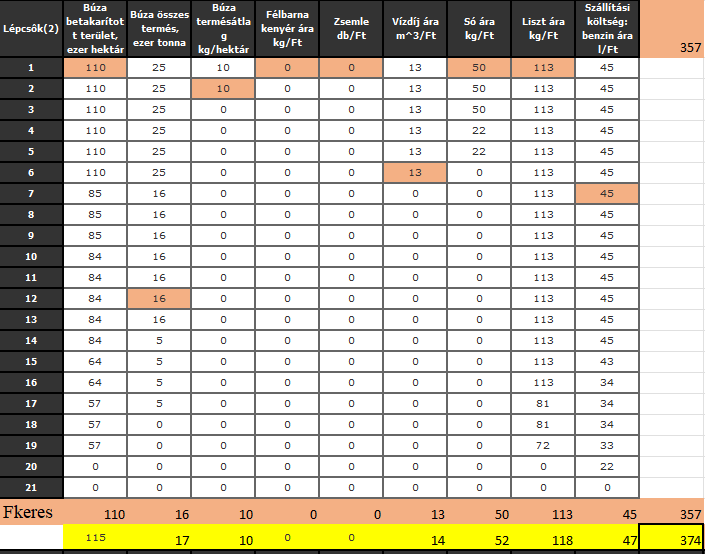 Lépcsők(2) Búza betakarítot t terület, ezer hektár Búza összes termés, ezer tonna Búza termésátla g kg/hektár Félbarna kenyér ára kg/Ft Zsemle db/Ft Vízdíj ára m^3/Ft Só ára kg/Ft Liszt ára kg/Ft Szállítási költség: benzin ára l/Ft 357
1 110 25 10 0 0 13 50 113 45
2 110 25 10 0 0 13 50 113 45
3 110 25 0 0 0 13 50 113 45
4 110 25 0 0 0 13 22 113 45
5 110 25 0 0 0 13 22 113 45
6 110 25 0 0 0 13 0 113 45
7 85 16 0 0 0 0 0 113 45
8 85 16 0 0 0 0 0 113 45
9 85 16 0 0 0 0 0 113 45
10 84 16 0 0 0 0 0 113 45
11 84 16 0 0 0 0 0 113 45
12 84 16 0 0 0 0 0 113 45
13 84 16 0 0 0 0 0 113 45
14 84 5 0 0 0 0 0 113 45
15 64 5 0 0 0 0 0 113 43
16 64 5 0 0 0 0 0 113 34
17 57 5 0 0 0 0 0 81 34
18 57 0 0 0 0 0 0 81 34
19 57 0 0 0 0 0 0 72 33
20 0 0 0 0 0 0 0 0 22
21 0 0 0 0 0 0 0 0 0
Fkeres 110 16 10 0 0 13 50 113 45 357
115 17 10 0 0 14 52 118 47 374